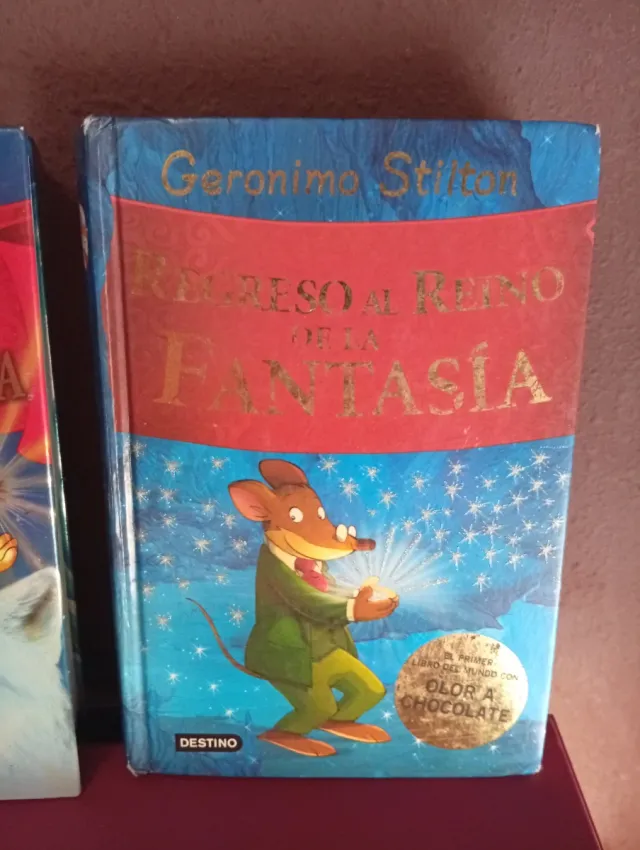 Geronimo Stilton
REGRESO AL REINO
DE LA
FANTASÍA
EL PRIMER
LIBRO DEL MUNDO CON
OLOR A
CHOCOLATE
DESTINO
A